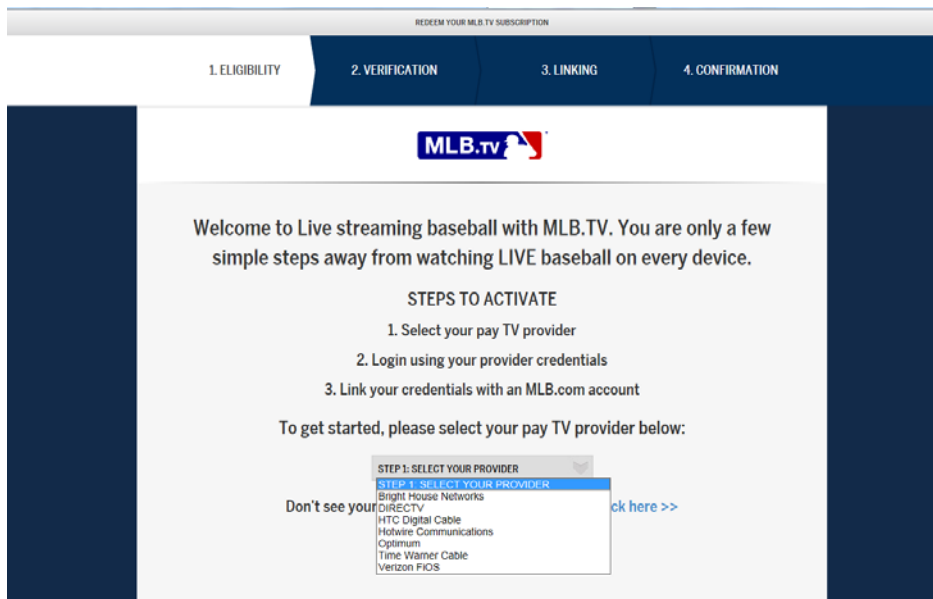 REDEEM YOUR MLB.TV SUBSCRIPTION
1. ELIGIBILITY 2. VERIFICATION 3. LINKING 4. CONFIRMATION
MLB.TV
Welcome to Live streaming baseball with MLB.TV. You are only a few
simple steps away from watching LIVE baseball on every device.
STEPS TO ACTIVATE
1. Select your pay TV provider
2. Login using your provider credentials
3. Link your credentials with an MLB.com account
To get started, please select your pay TV provider below:
STEP 1: SELECT YOUR PROVIDER
STEP 1: SELECT YOUR PROVIDER
Bright House Networks
Don't see your
ck here >>
DIRECTV
HTC Digital Cable
Hotwire Communications
Optimum
Time Warner Cable
Verizon FiOS